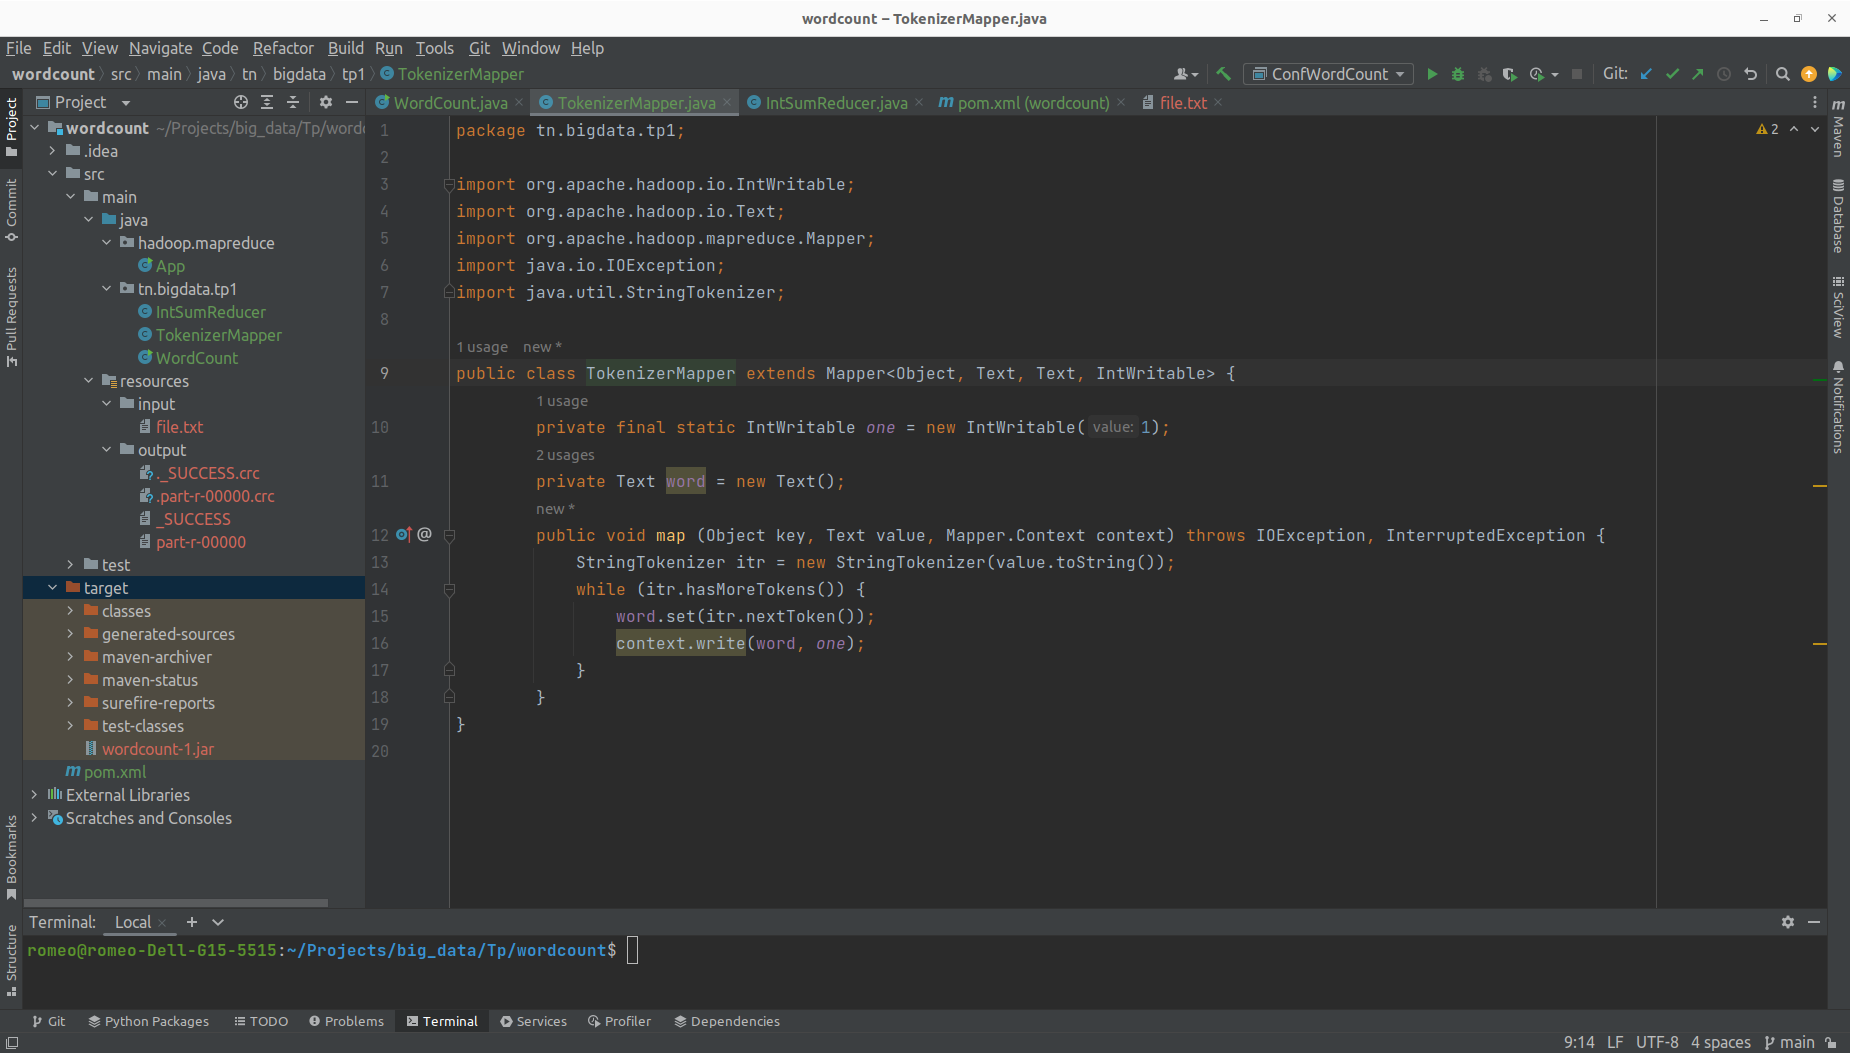 wordcount – TokenizerMapper.java
File Edit View Navigate Code Refactor Build Run Tools Git Window Help
wordcount src main java tn bigdata tp1 TokenizerMapper
ConfWordCount
Git:
Project
WordCount.java
TokenizerMapper.java
IntSumReducer.java
pom.xml (wordcount)
file.txt
Project
Commit
Pull Requests
Bookmarks
Structure
wordcount ~/Projects/big_data/Tp/word
.idea
src
main
java
hadoop.mapreduce
App
tn.bigdata.tp1
IntSumReducer
TokenizerMapper
WordCount
resources
input
file.txt
output
._SUCCESS.crc
.part-r-00000.crc
_SUCCESS
part-r-00000
test
target
classes
generated-sources
maven-archiver
maven-status
surefire-reports
test-classes
wordcount-1.jar
pom.xml
External Libraries
Scratches and Consoles
2
1 package tn.bigdata.tp1;
2
3 import org.apache.hadoop.io.IntWritable;
4 import org.apache.hadoop.io.Text;
5 import org.apache.hadoop.mapreduce.Mapper;
6 import java.io.IOException;
7 import java.util.StringTokenizer;
8
1 usage new *
9 public class TokenizerMapper extends Mapper<Object, Text, Text, IntWritable> {
1 usage
10 private final static IntWritable one = new IntWritable( value: 1);
2 usages
11 private Text word = new Text();
new *
12 @ public void map (Object key, Text value, Mapper.Context context) throws IOException, InterruptedException {
13 StringTokenizer itr = new StringTokenizer(value.toString());
14 while (itr.hasMoreTokens()) {
15 word.set(itr.nextToken());
16 context.write(word, one);
17 }
18 }
19 }
20
m Maven
Database
SciView
Notifications
Terminal: Local
romeo@romeo-Dell-G15-5515:~/Projects/big_data/Tp/wordcount$
Git Python Packages TODO Problems Terminal Services Profiler Dependencies
9:14 LF UTF-8 4 spaces main